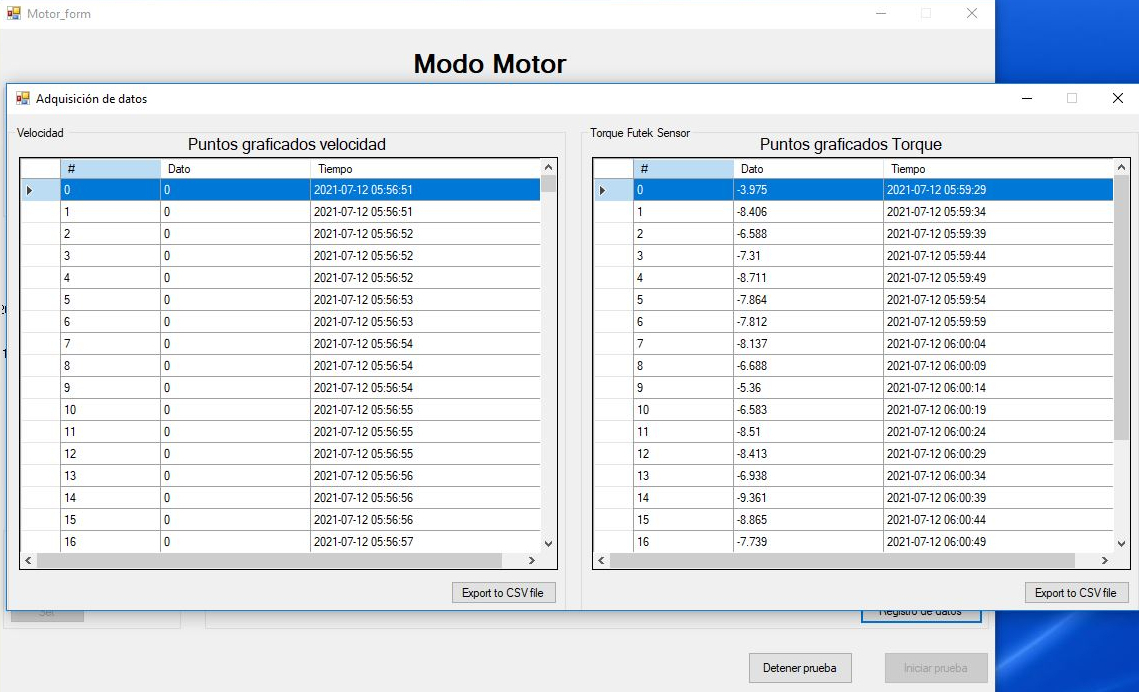 Motor_form
Modo Motor
Adquisición de datos
Velocidad
Puntos graficados velocidad
# Dato Tiempo
0 0 2021-07-12 05:56:51
1 0 2021-07-12 05:56:51
2 0 2021-07-12 05:56:52
3 0 2021-07-12 05:56:52
4 0 2021-07-12 05:56:52
5 0 2021-07-12 05:56:53
6 0 2021-07-12 05:56:53
7 0 2021-07-12 05:56:54
8 0 2021-07-12 05:56:54
9 0 2021-07-12 05:56:54
10 0 2021-07-12 05:56:55
11 0 2021-07-12 05:56:55
12 0 2021-07-12 05:56:55
13 0 2021-07-12 05:56:56
14 0 2021-07-12 05:56:56
15 0 2021-07-12 05:56:56
16 0 2021-07-12 05:56:57
Export to CSV file
Torque Futek Sensor
Puntos graficados Torque
# Dato Tiempo
0 -3.975 2021-07-12 05:59:29
1 -8.406 2021-07-12 05:59:34
2 -6.588 2021-07-12 05:59:39
3 -7.31 2021-07-12 05:59:44
4 -8.711 2021-07-12 05:59:49
5 -7.864 2021-07-12 05:59:54
6 -7.812 2021-07-12 05:59:59
7 -8.137 2021-07-12 06:00:04
8 -6.688 2021-07-12 06:00:09
9 -5.36 2021-07-12 06:00:14
10 -6.583 2021-07-12 06:00:19
11 -8.51 2021-07-12 06:00:24
12 -8.413 2021-07-12 06:00:29
13 -6.938 2021-07-12 06:00:34
14 -9.361 2021-07-12 06:00:39
15 -8.865 2021-07-12 06:00:44
16 -7.739 2021-07-12 06:00:49
Export to CSV file
Set
Registro de datos
Detener prueba
Iniciar prueba